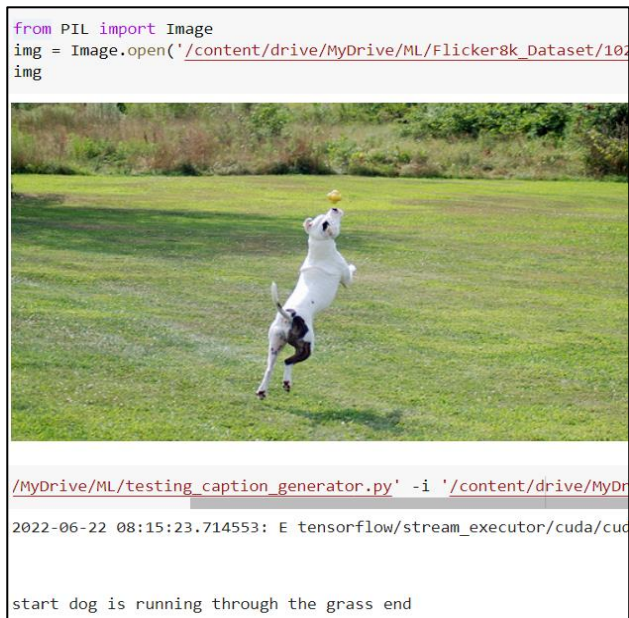 from PIL import Image
img = Image.open('/content/drive/MyDrive/ML/Flicker8k_Dataset/102
img
/MyDrive/ML/testing_caption_generator.py' -i '/content/drive/MyDr
2022-06-22 08:15:23.714553: E tensorflow/stream_executor/cuda/cud
start dog is running through the grass end